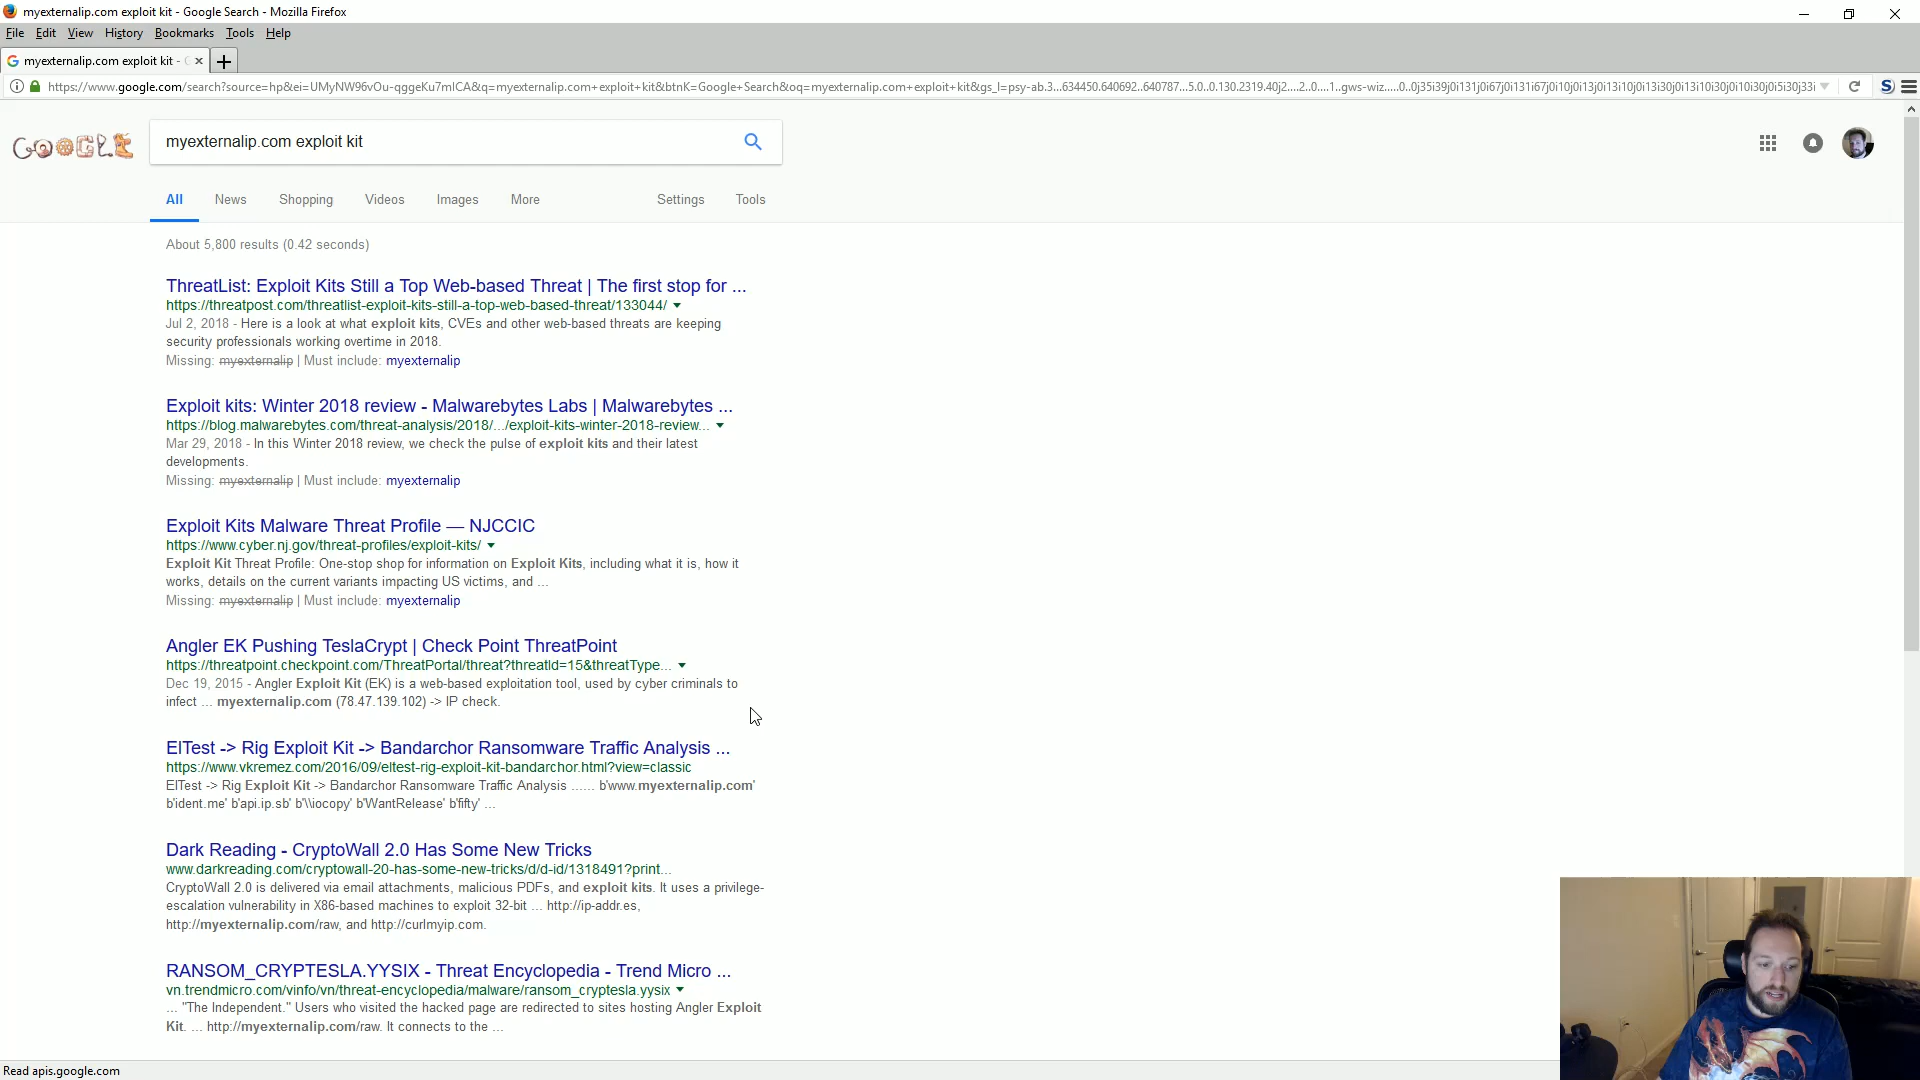 myexternalip.com exploit kit - Google Search - Mozilla Firefox
File Edit View History Bookmarks Tools Help
myexternalip.com exploit kit -
https://www.google.com/search?source=hp&ei=UMyNW96vOu-qggeKu7mICA&q=myexternalip.com+exploit+kit&btnK=Google+Search&oq=myexternalip.com+exploit+kit&gs_l=psy-ab.3...634450.640692..640787...5.0..0.130.2319.40j2....2..0....1..gws-wiz.....0..0j35i39j0i131j0i67j0i131i67j0i10j0i13j0i13i10j0i13i30j0i13i10i30j0i10i30j0i5i30j33i
GOOGLE
myexternalip.com exploit kit
All News Shopping Videos Images More Settings Tools
About 5,800 results (0.42 seconds)
ThreatList: Exploit Kits Still a Top Web-based Threat | The first stop for ...
https://threatpost.com/threatlist-exploit-kits-still-a-top-web-based-threat/133044/
Jul 2, 2018 - Here is a look at what exploit kits, CVEs and other web-based threats are keeping
security professionals working overtime in 2018.
Missing: myexternalip | Must include: myexternalip
Exploit kits: Winter 2018 review - Malwarebytes Labs | Malwarebytes ...
https://blog.malwarebytes.com/threat-analysis/2018/.../exploit-kits-winter-2018-review...
Mar 29, 2018 - In this Winter 2018 review, we check the pulse of exploit kits and their latest
developments.
Missing: myexternalip | Must include: myexternalip
Exploit Kits Malware Threat Profile — NJCCIC
https://www.cyber.nj.gov/threat-profiles/exploit-kits/
Exploit Kit Threat Profile: One-stop shop for information on Exploit Kits, including what it is, how it
works, details on the current variants impacting US victims, and ...
Missing: myexternalip | Must include: myexternalip
Angler EK Pushing TeslaCrypt | Check Point ThreatPoint
https://threatpoint.checkpoint.com/ThreatPortal/threat?threatId=15&threatType...
Dec 19, 2015 - Angler Exploit Kit (EK) is a web-based exploitation tool, used by cyber criminals to
infect ... myexternalip.com (78.47.139.102) -> IP check.
EITest -> Rig Exploit Kit -> Bandarchor Ransomware Traffic Analysis ...
https://www.vkremez.com/2016/09/eltest-rig-exploit-kit-bandarchor.html?view=classic
EITest -> Rig Exploit Kit -> Bandarchor Ransomware Traffic Analysis ...... b'www.myexternalip.com'
b'ident.me' b'api.ip.sb' b'\\iocopy' b'WantRelease' b'fifty' ...
Dark Reading - CryptoWall 2.0 Has Some New Tricks
www.darkreading.com/cryptowall-20-has-some-new-tricks/d/d-id/1318491?print...
CryptoWall 2.0 is delivered via email attachments, malicious PDFs, and exploit kits. It uses a privilege-
escalation vulnerability in X86-based machines to exploit 32-bit ... http://ip-addr.es,
http://myexternalip.com/raw, and http://curlmyip.com.
RANSOM_CRYPTESLA.YYSIX - Threat Encyclopedia - Trend Micro ...
vn.trendmicro.com/vinfo/vn/threat-encyclopedia/malware/ransom_cryptesla.yysix
... "The Independent." Users who visited the hacked page are redirected to sites hosting Angler Exploit
Kit. ... http://myexternalip.com/raw. It connects to the ...
Read apis.google.com